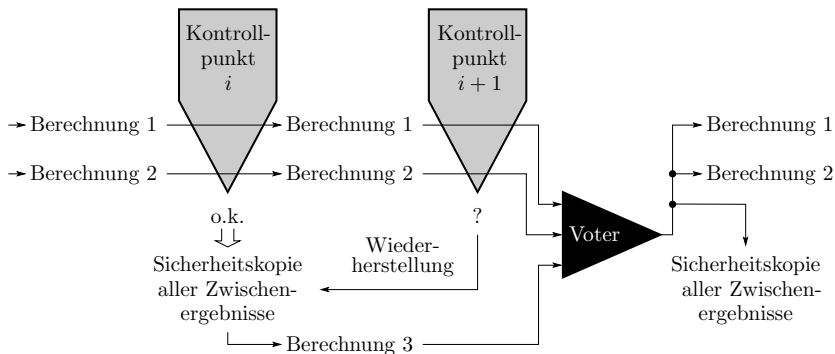 Kontroll-
punkt
i
Kontroll-
punkt
i + 1
Berechnung 1
Berechnung 1
Berechnung 1
Berechnung 2
Berechnung 2
Berechnung 2
o.k.
?
Voter
Wieder-
herstellung
Sicherheitskopie
aller Zwischen-
ergebnisse
Sicherheitskopie
aller Zwischen-
ergebnisse
Berechnung 3